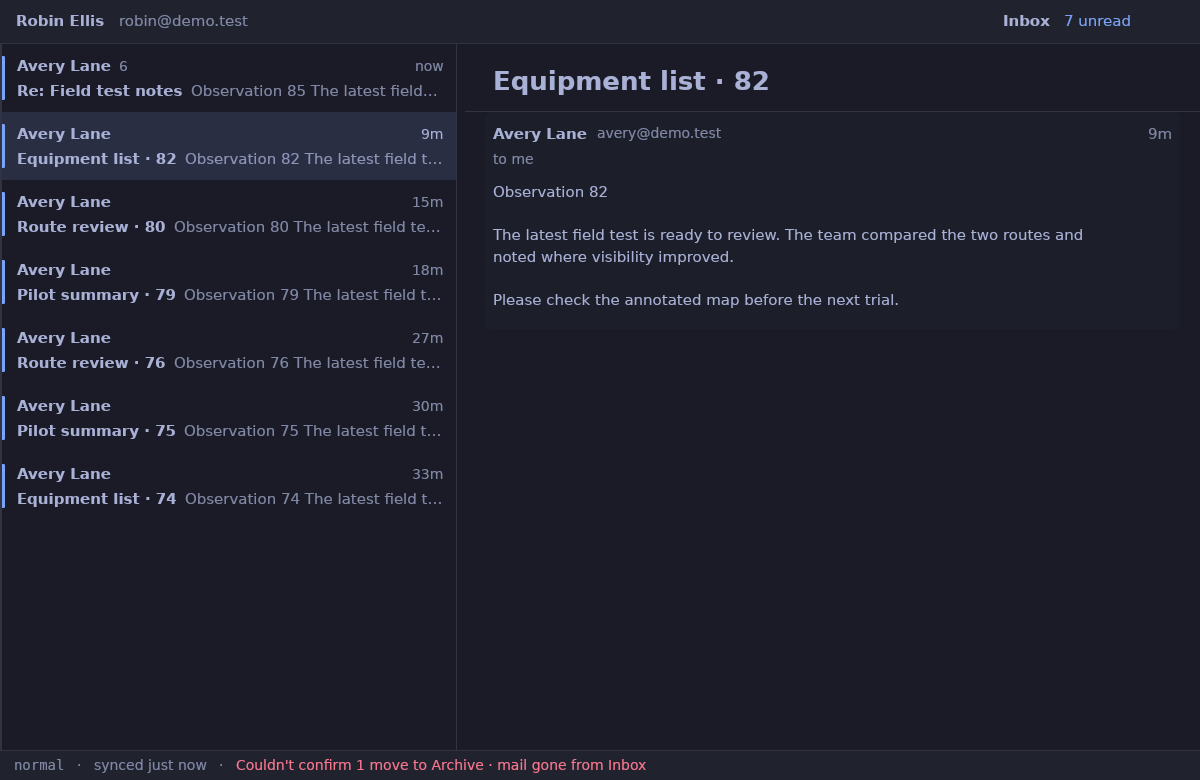 Robin Ellis robin@demo.test Inbox 7 unread
Avery Lane 6 now
Re: Field test notes Observation 85 The latest field…
Avery Lane 9m
Equipment list · 82 Observation 82 The latest field t…
Avery Lane 15m
Route review · 80 Observation 80 The latest field te…
Avery Lane 18m
Pilot summary · 79 Observation 79 The latest field t…
Avery Lane 27m
Route review · 76 Observation 76 The latest field te…
Avery Lane 30m
Pilot summary · 75 Observation 75 The latest field t…
Avery Lane 33m
Equipment list · 74 Observation 74 The latest field t…
Equipment list · 82
Avery Lane avery@demo.test 9m
to me
Observation 82
The latest field test is ready to review. The team compared the two routes and
noted where visibility improved.
Please check the annotated map before the next trial.
normal · synced just now · Couldn't confirm 1 move to Archive · mail gone from Inbox